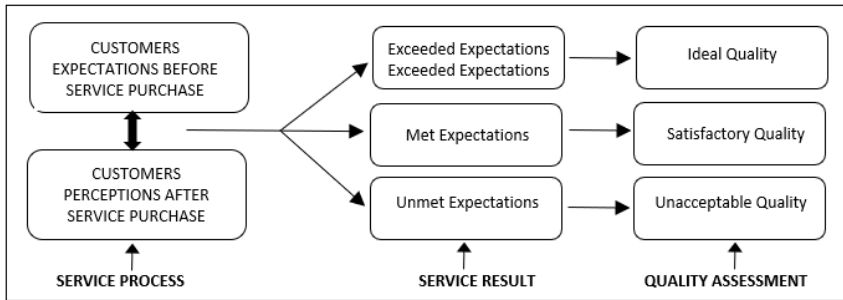 CUSTOMERS
EXPECTATIONS BEFORE
SERVICE PURCHASE
CUSTOMERS
PERCEPTIONS AFTER
SERVICE PURCHASE
Exceeded Expectations
Exceeded Expectations
Met Expectations
Unmet Expectations
Ideal Quality
Satisfactory Quality
Unacceptable Quality
SERVICE PROCESS
SERVICE RESULT
QUALITY ASSESSMENT